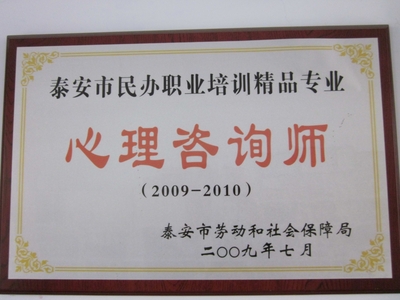 泰安市民办职业培训精品专业
心理咨询师
(2009-2010)
泰安市劳动和社会保障局
二〇〇九年七月